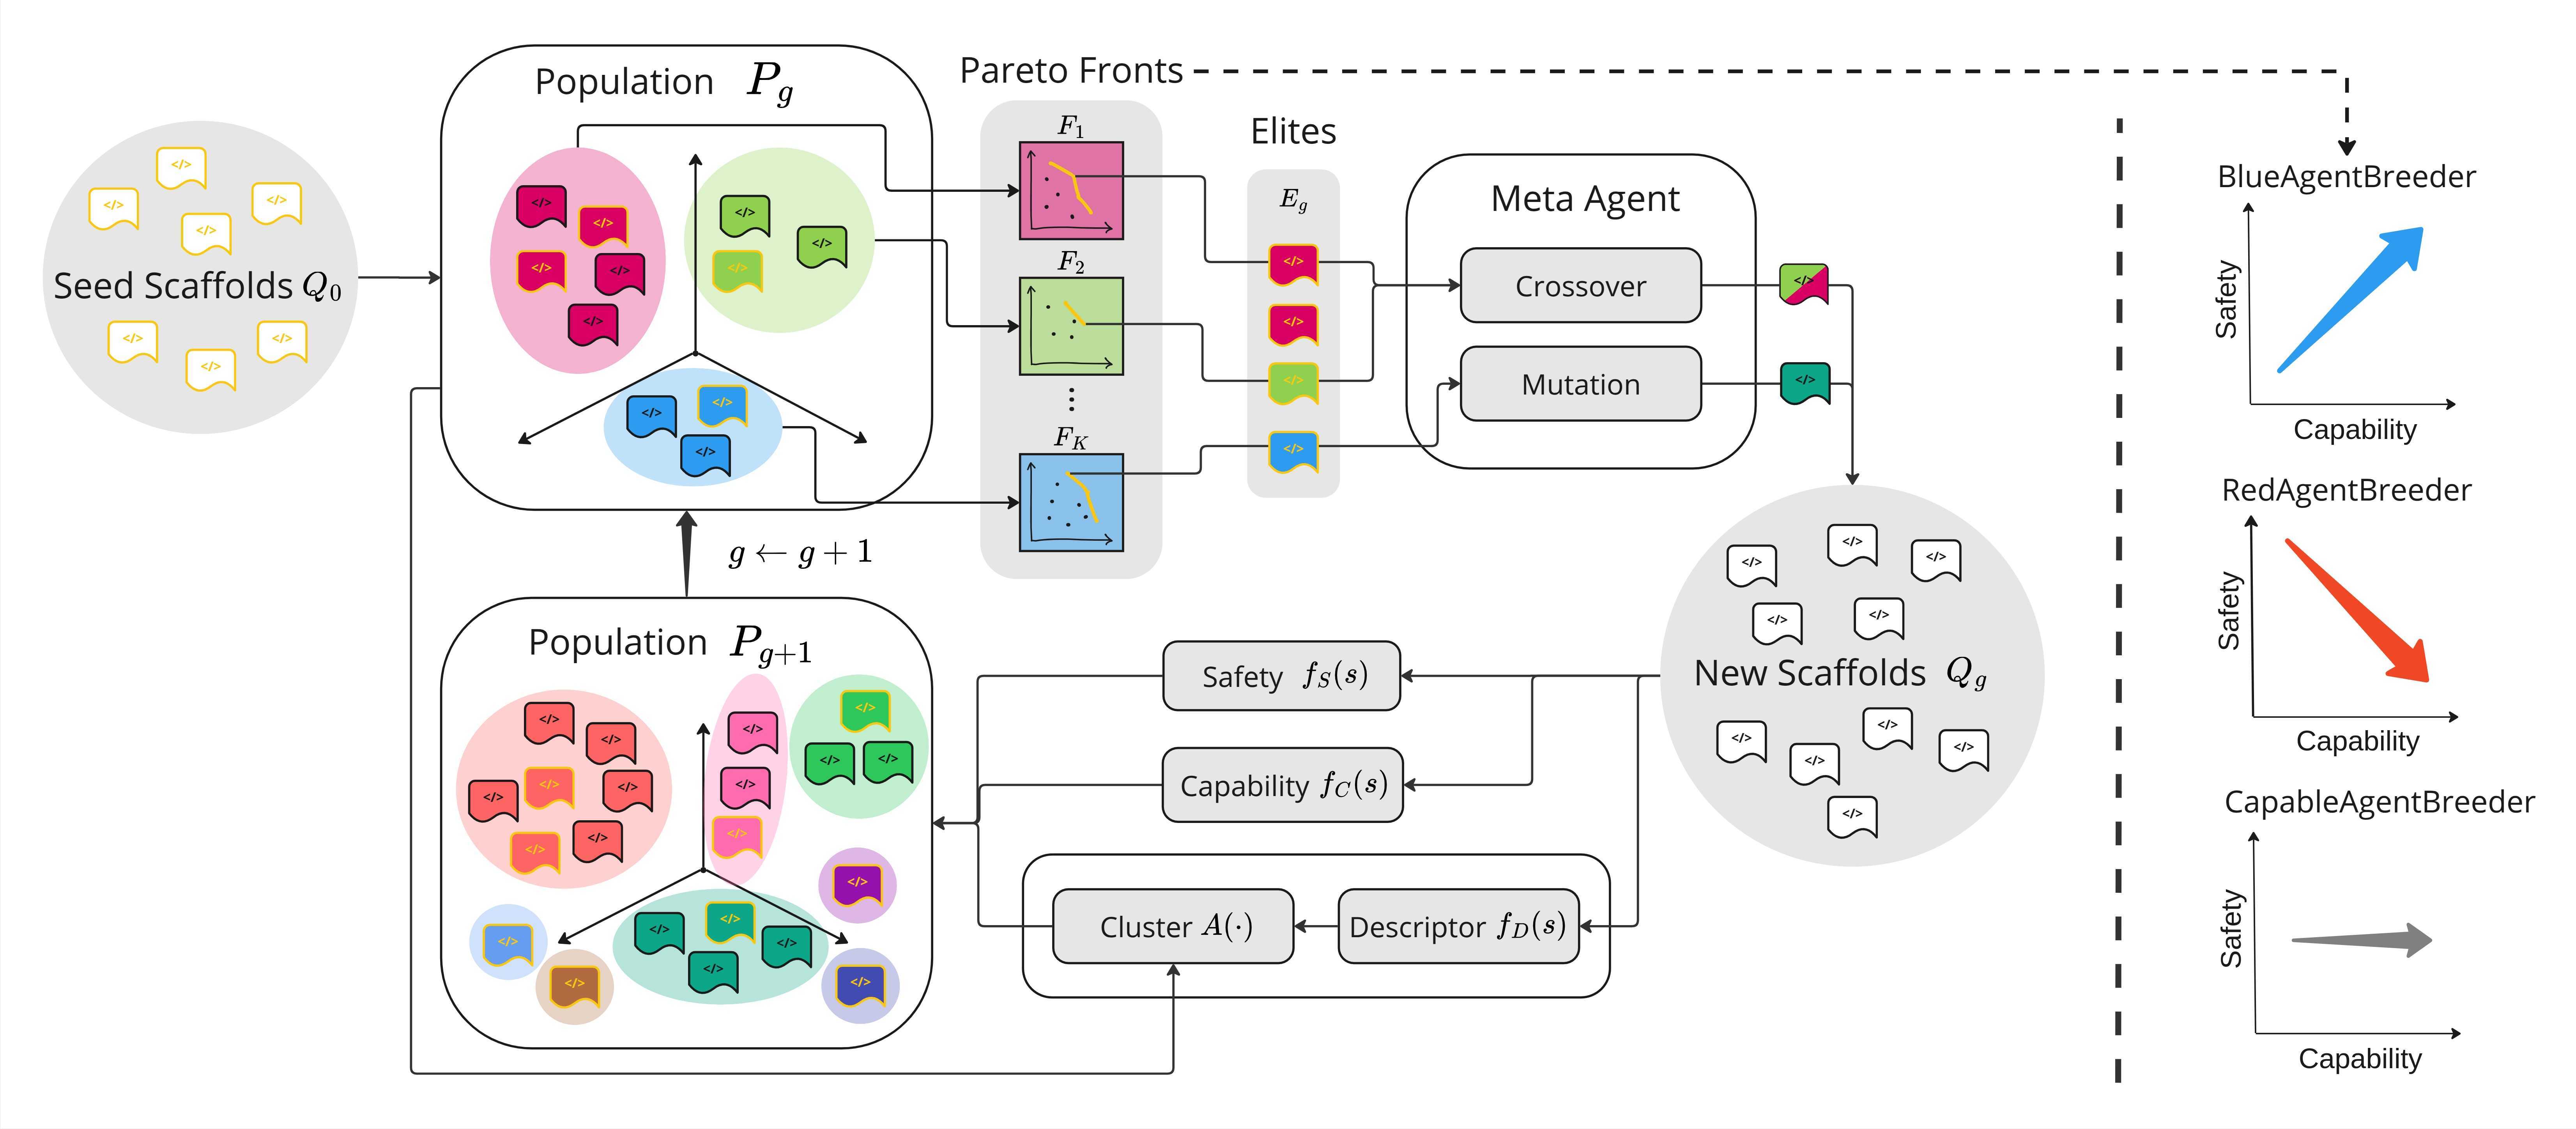 Seed Scaffolds Q_0
Population P_g
Pareto Fronts
F_1
F_2
⋮
F_K
Elites
E_g
Meta Agent
Crossover
Mutation
New Scaffolds Q_g
Safety f_S(s)
Capability f_C(s)
Cluster A(·)
Descriptor f_D(s)
Population P_{g+1}
g ← g + 1
BlueAgentBreeder
Safety
Capability
RedAgentBreeder
Safety
Capability
CapableAgentBreeder
Safety
Capability